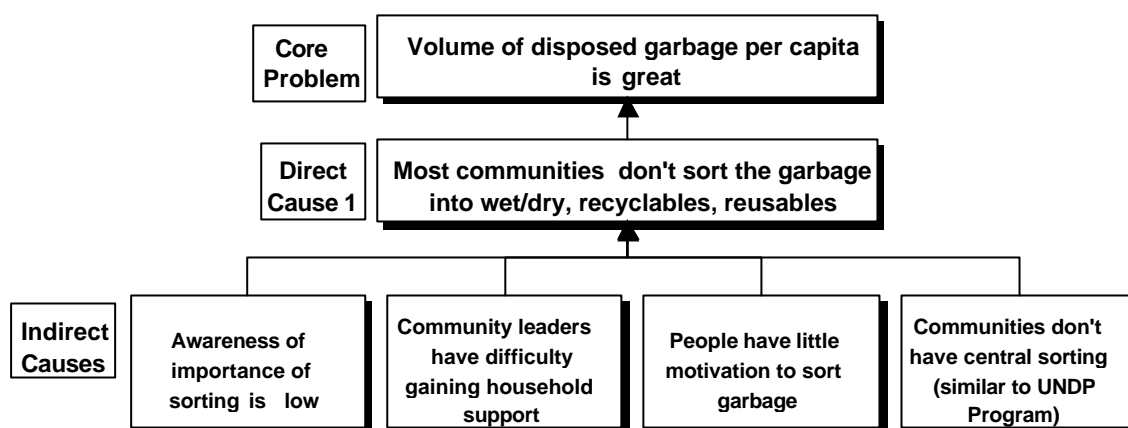 Core
Problem
Volume of disposed garbage per capita
is great
Direct
Cause 1
Most communities don't sort the garbage
into wet/dry, recyclables, reusables
Indirect
Causes
Awareness of
importance of
sorting is low
Community leaders
have difficulty
gaining household
support
People have little
motivation to sort
garbage
Communities don't
have central sorting
(similar to UNDP
Program)